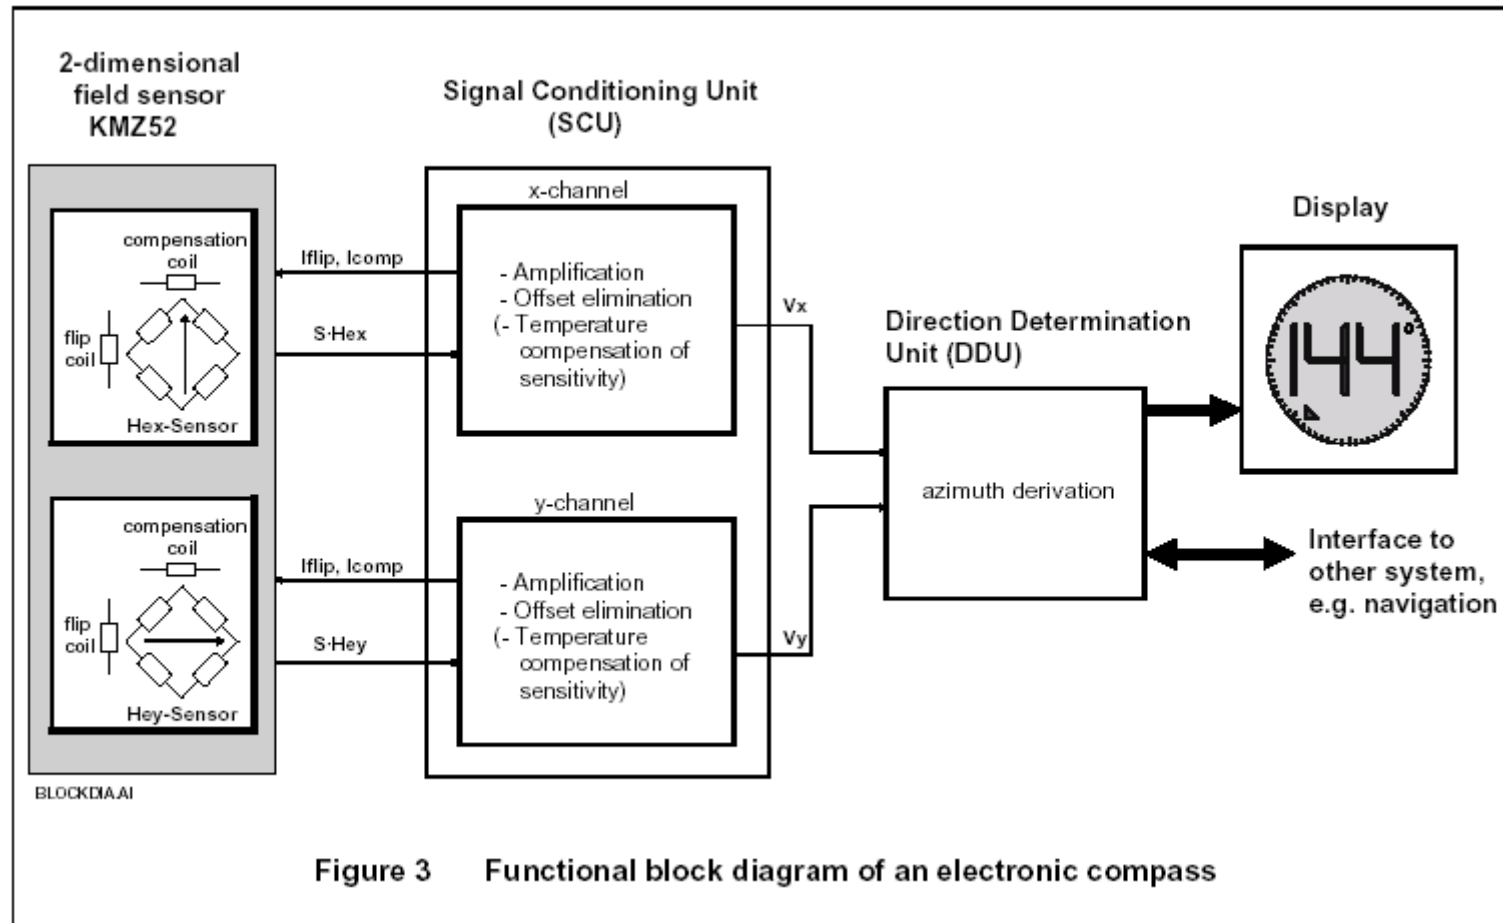 2-dimensional
field sensor
KMZ52
compensation
coil
flip
coil
Hex-Sensor
compensation
coil
flip
coil
Hey-Sensor
BLOCKDIA.AI
Iflip, Icomp
S·Hex
Iflip, Icomp
S·Hey
Signal Conditioning Unit
(SCU)
x-channel
- Amplification
- Offset elimination
(- Temperature
compensation of
sensitivity)
y-channel
- Amplification
- Offset elimination
(- Temperature
compensation of
sensitivity)
Vx
Vy
Direction Determination
Unit (DDU)
azimuth derivation
Display
144°
Interface to
other system,
e.g. navigation
Figure 3 Functional block diagram of an electronic compass